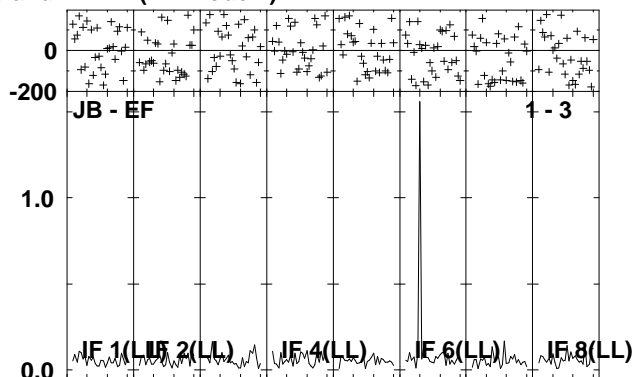 0
-200
JB - EF 1 - 3
1.0
IF 1(LL) IF 2(LL) IF 4(LL) IF 6(LL) IF 8(LL)
0.0